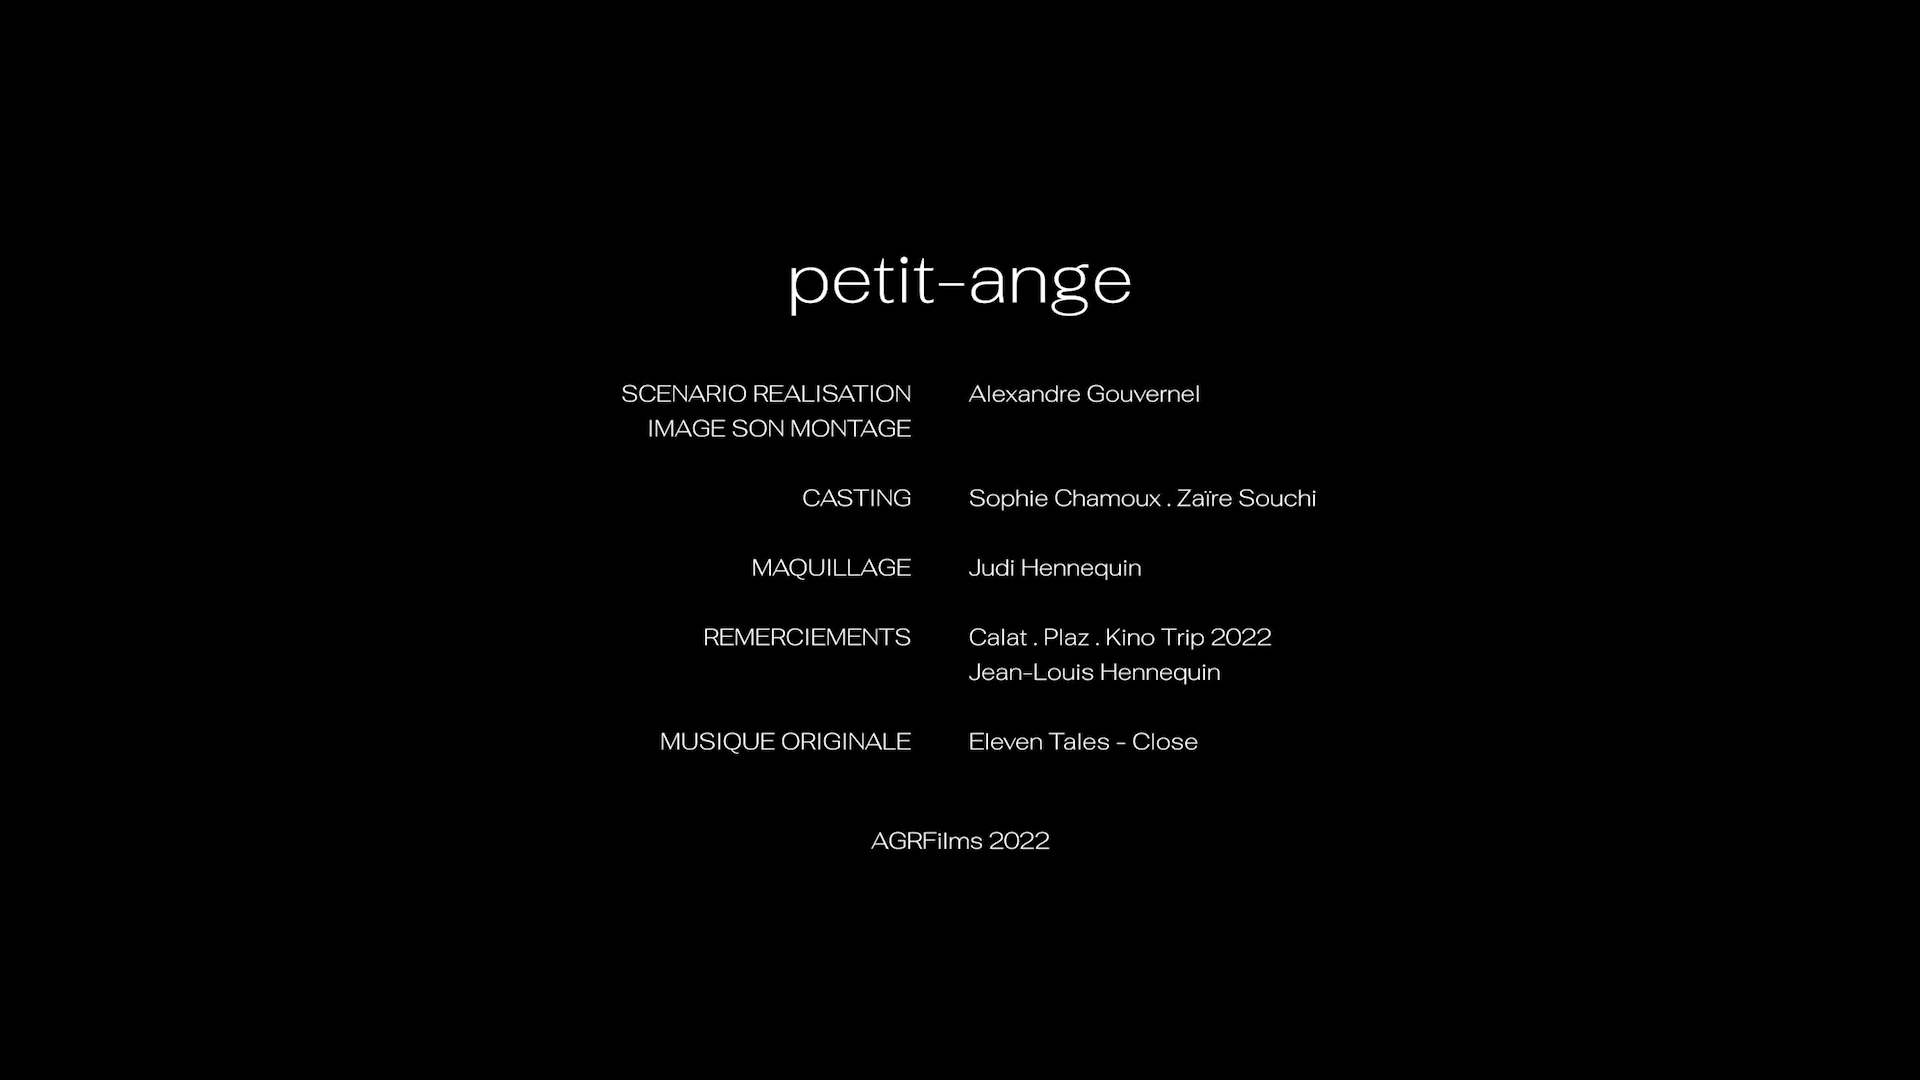 petit-ange
SCENARIO REALISATION Alexandre Gouvernel
IMAGE SON MONTAGE
CASTING Sophie Chamoux . Zaïre Souchi
MAQUILLAGE Judi Hennequin
REMERCIEMENTS Calat . Plaz . Kino Trip 2022
Jean-Louis Hennequin
MUSIQUE ORIGINALE Eleven Tales - Close
AGRFilms 2022